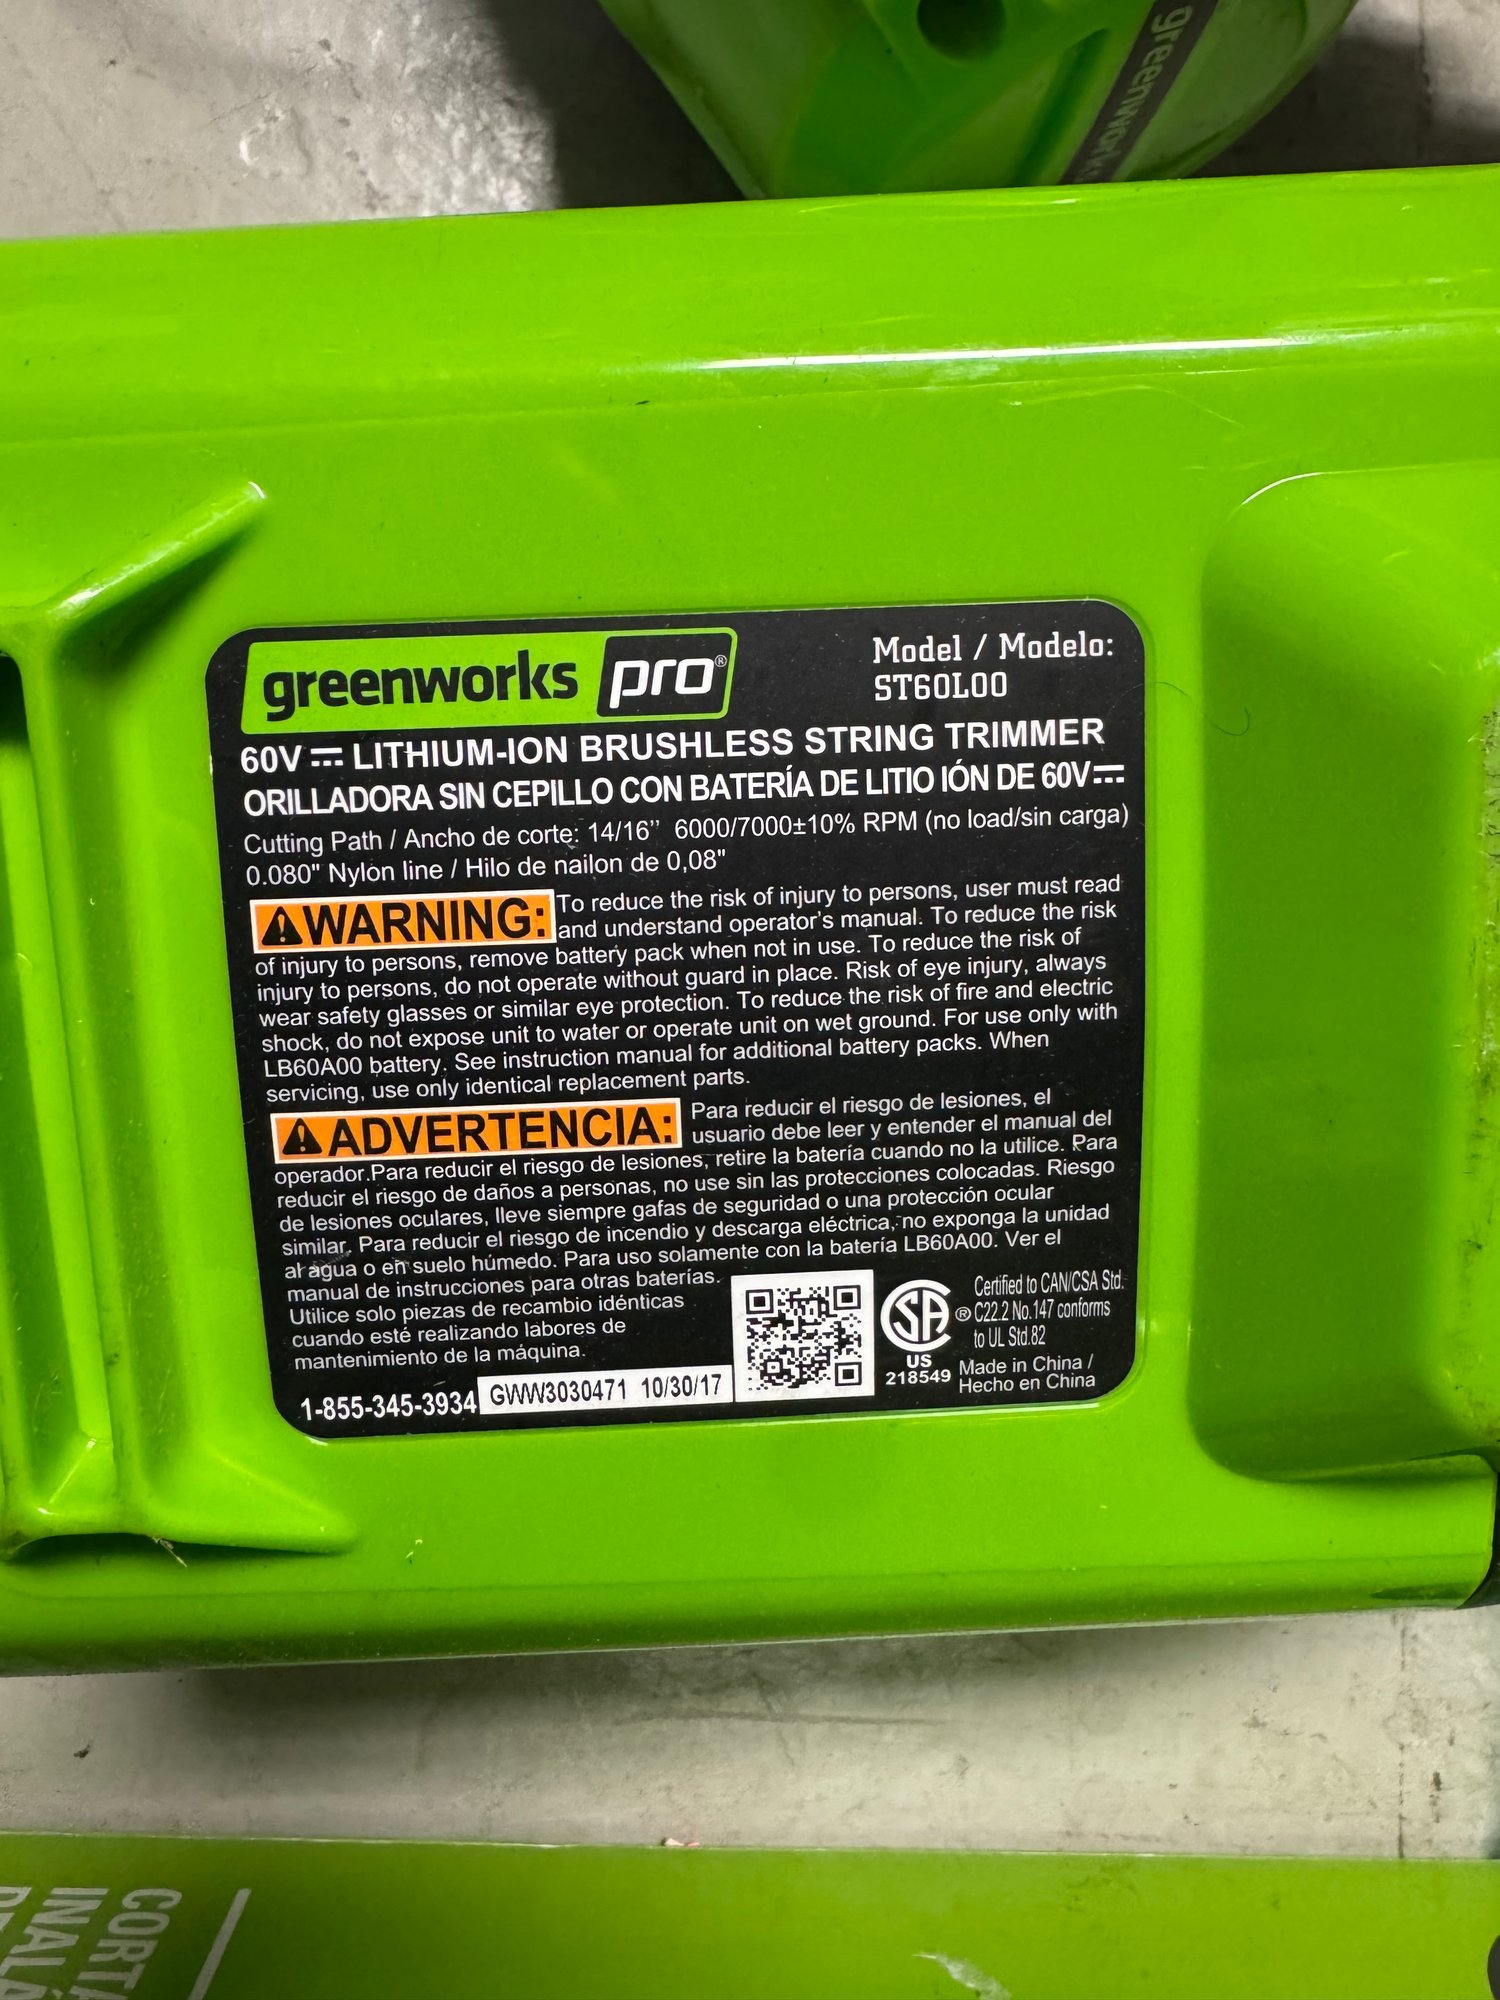 greenworks
greenworks pro®
Model / Modelo:
ST60L00
60V⎓ LITHIUM-ION BRUSHLESS STRING TRIMMER
ORILLADORA SIN CEPILLO CON BATERÍA DE LITIO IÓN DE 60V⎓
Cutting Path / Ancho de corte: 14/16’’ 6000/7000±10% RPM (no load/sin carga)
0.080" Nylon line / Hilo de nailon de 0,08"
⚠WARNING: To reduce the risk of injury to persons, user must read
and understand operator's manual. To reduce the risk
of injury to persons, remove battery pack when not in use. To reduce the risk of
injury to persons, do not operate without guard in place. Risk of eye injury, always
wear safety glasses or similar eye protection. To reduce the risk of fire and electric
shock, do not expose unit to water or operate unit on wet ground. For use only with
LB60A00 battery. See instruction manual for additional battery packs. When
servicing, use only identical replacement parts.
⚠ADVERTENCIA: Para reducir el riesgo de lesiones, el
usuario debe leer y entender el manual del
operador.Para reducir el riesgo de lesiones, retire la batería cuando no la utilice. Para
reducir el riesgo de daños a personas, no use sin las protecciones colocadas. Riesgo
de lesiones oculares, lleve siempre gafas de seguridad o una protección ocular
similar. Para reducir el riesgo de incendio y descarga eléctrica, no exponga la unidad
al agua o en suelo húmedo. Para uso solamente con la batería LB60A00. Ver el
manual de instrucciones para otras baterías.
Utilice solo piezas de recambio idénticas
cuando esté realizando labores de
mantenimiento de la máquina.
1-855-345-3934 GWW3030471 10/30/17
SA ®
US
218549
Certified to CAN/CSA Std.
C22.2 No.147 conforms
to UL Std.82
Made in China /
Hecho en China
CORTA
INALÁ